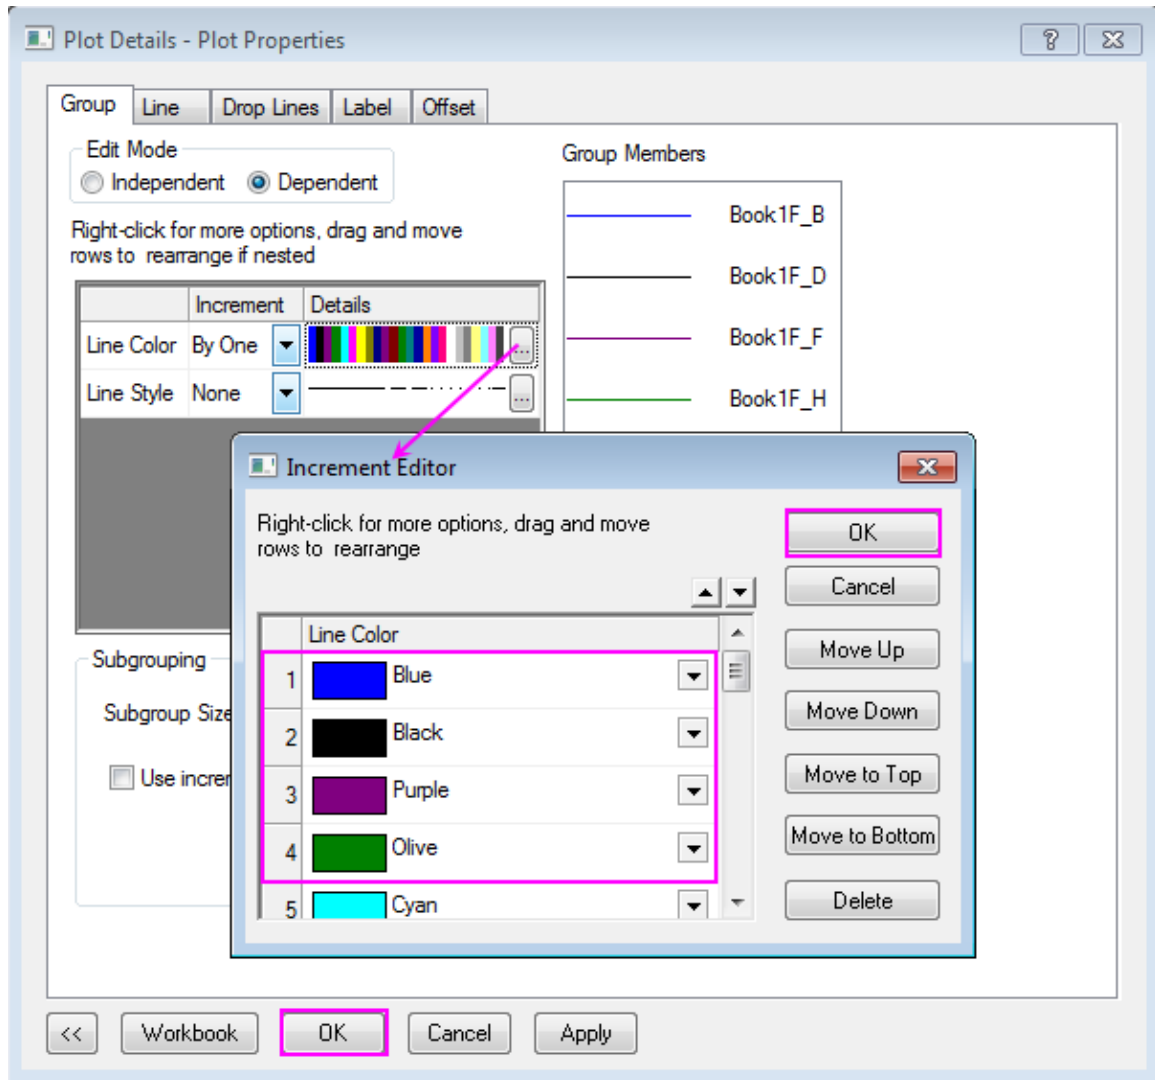 Plot Details - Plot Properties
Group Line Drop Lines Label Offset
Edit Mode
Independent Dependent
Right-click for more options, drag and move
rows to rearrange if nested
Increment Details
Line Color By One ...
Line Style None ...
Group Members
Book1F_B
Book1F_D
Book1F_F
Book1F_H
Subgrouping
Subgroup Size
Use increm
Increment Editor
Right-click for more options, drag and move
rows to rearrange
Line Color
1 Blue
2 Black
3 Purple
4 Olive
5 Cyan
OK
Cancel
Move Up
Move Down
Move to Top
Move to Bottom
Delete
<< Workbook OK Cancel Apply